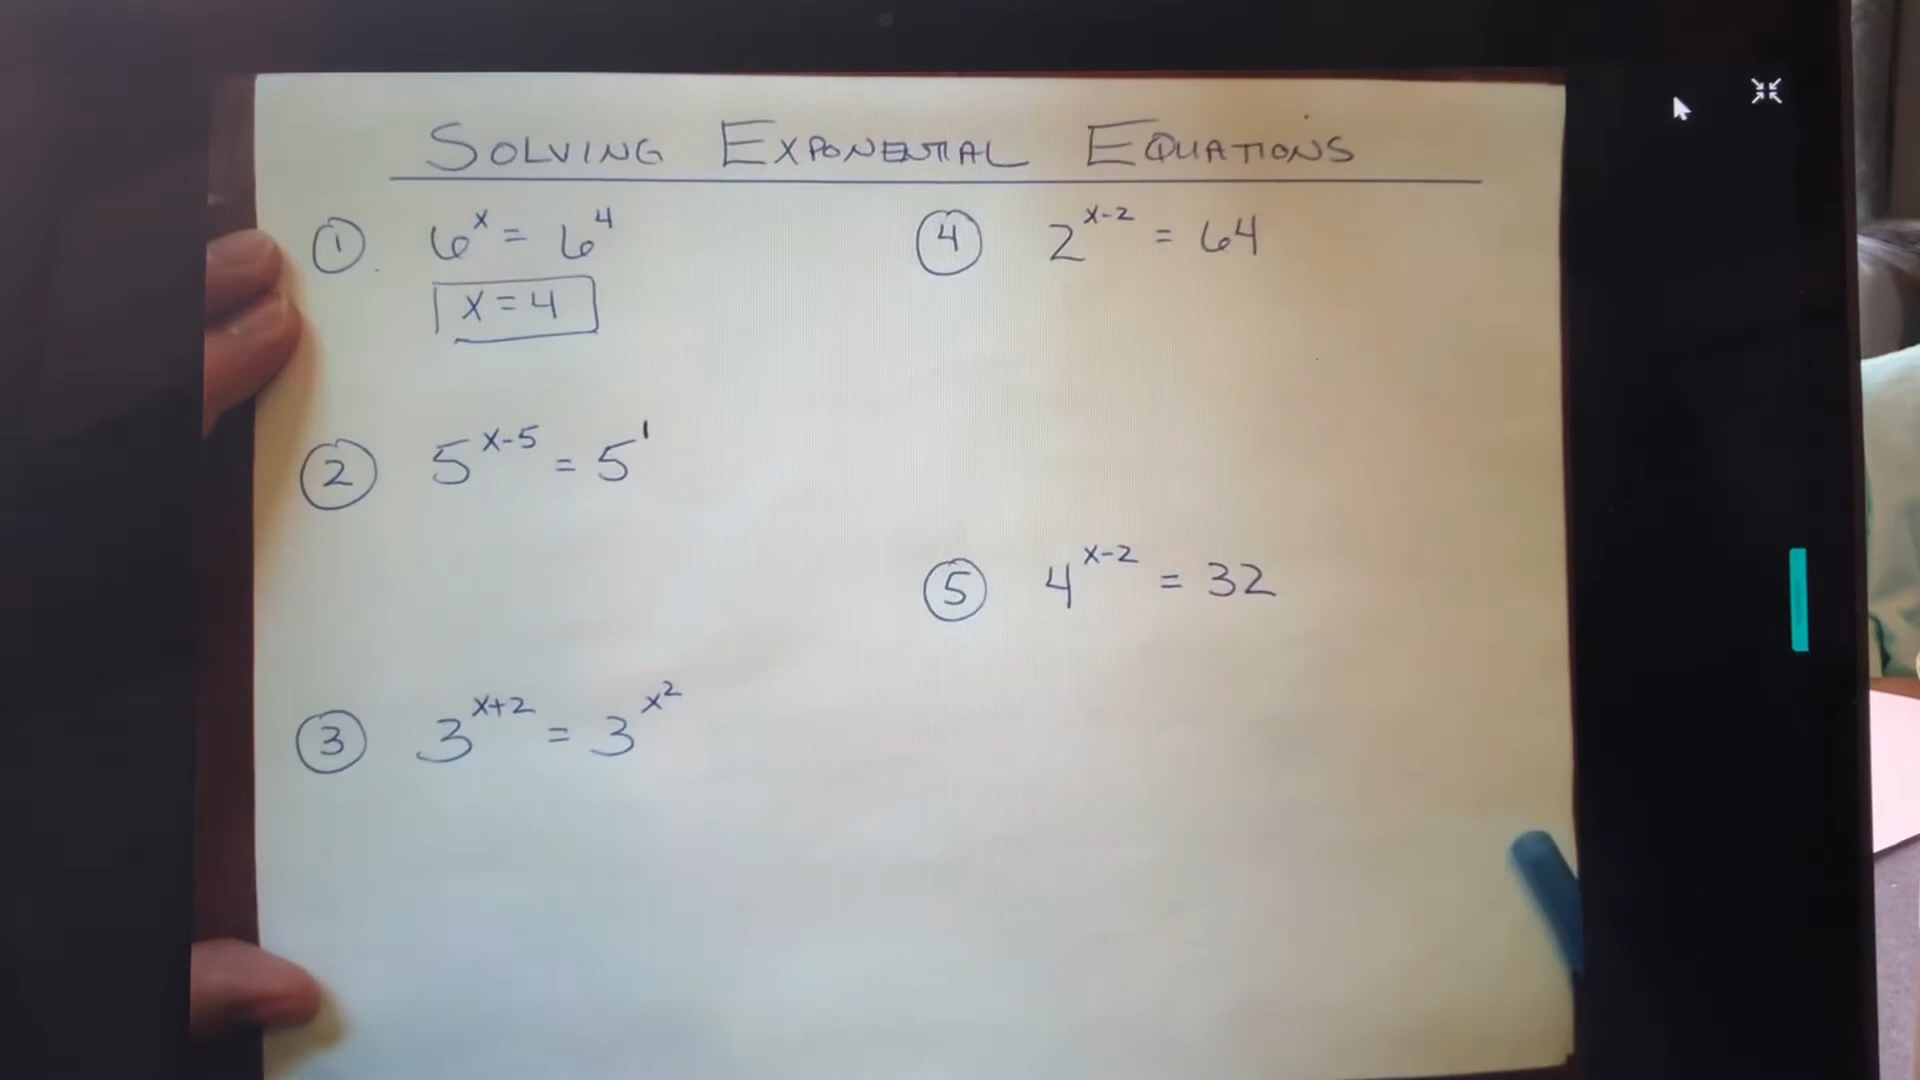 SOLVING EXPONENTIAL EQUATIONS
① 6^x = 6^4
x = 4
② 5^(x-5) = 5^1
③ 3^(x+2) = 3^(x^2)
④ 2^(x-2) = 64
⑤ 4^(x-2) = 32